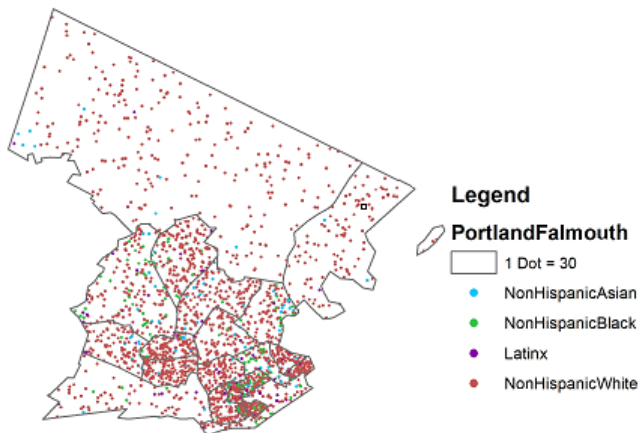 Legend
PortlandFalmouth
1 Dot = 30
NonHispanicAsian
NonHispanicBlack
Latinx
NonHispanicWhite